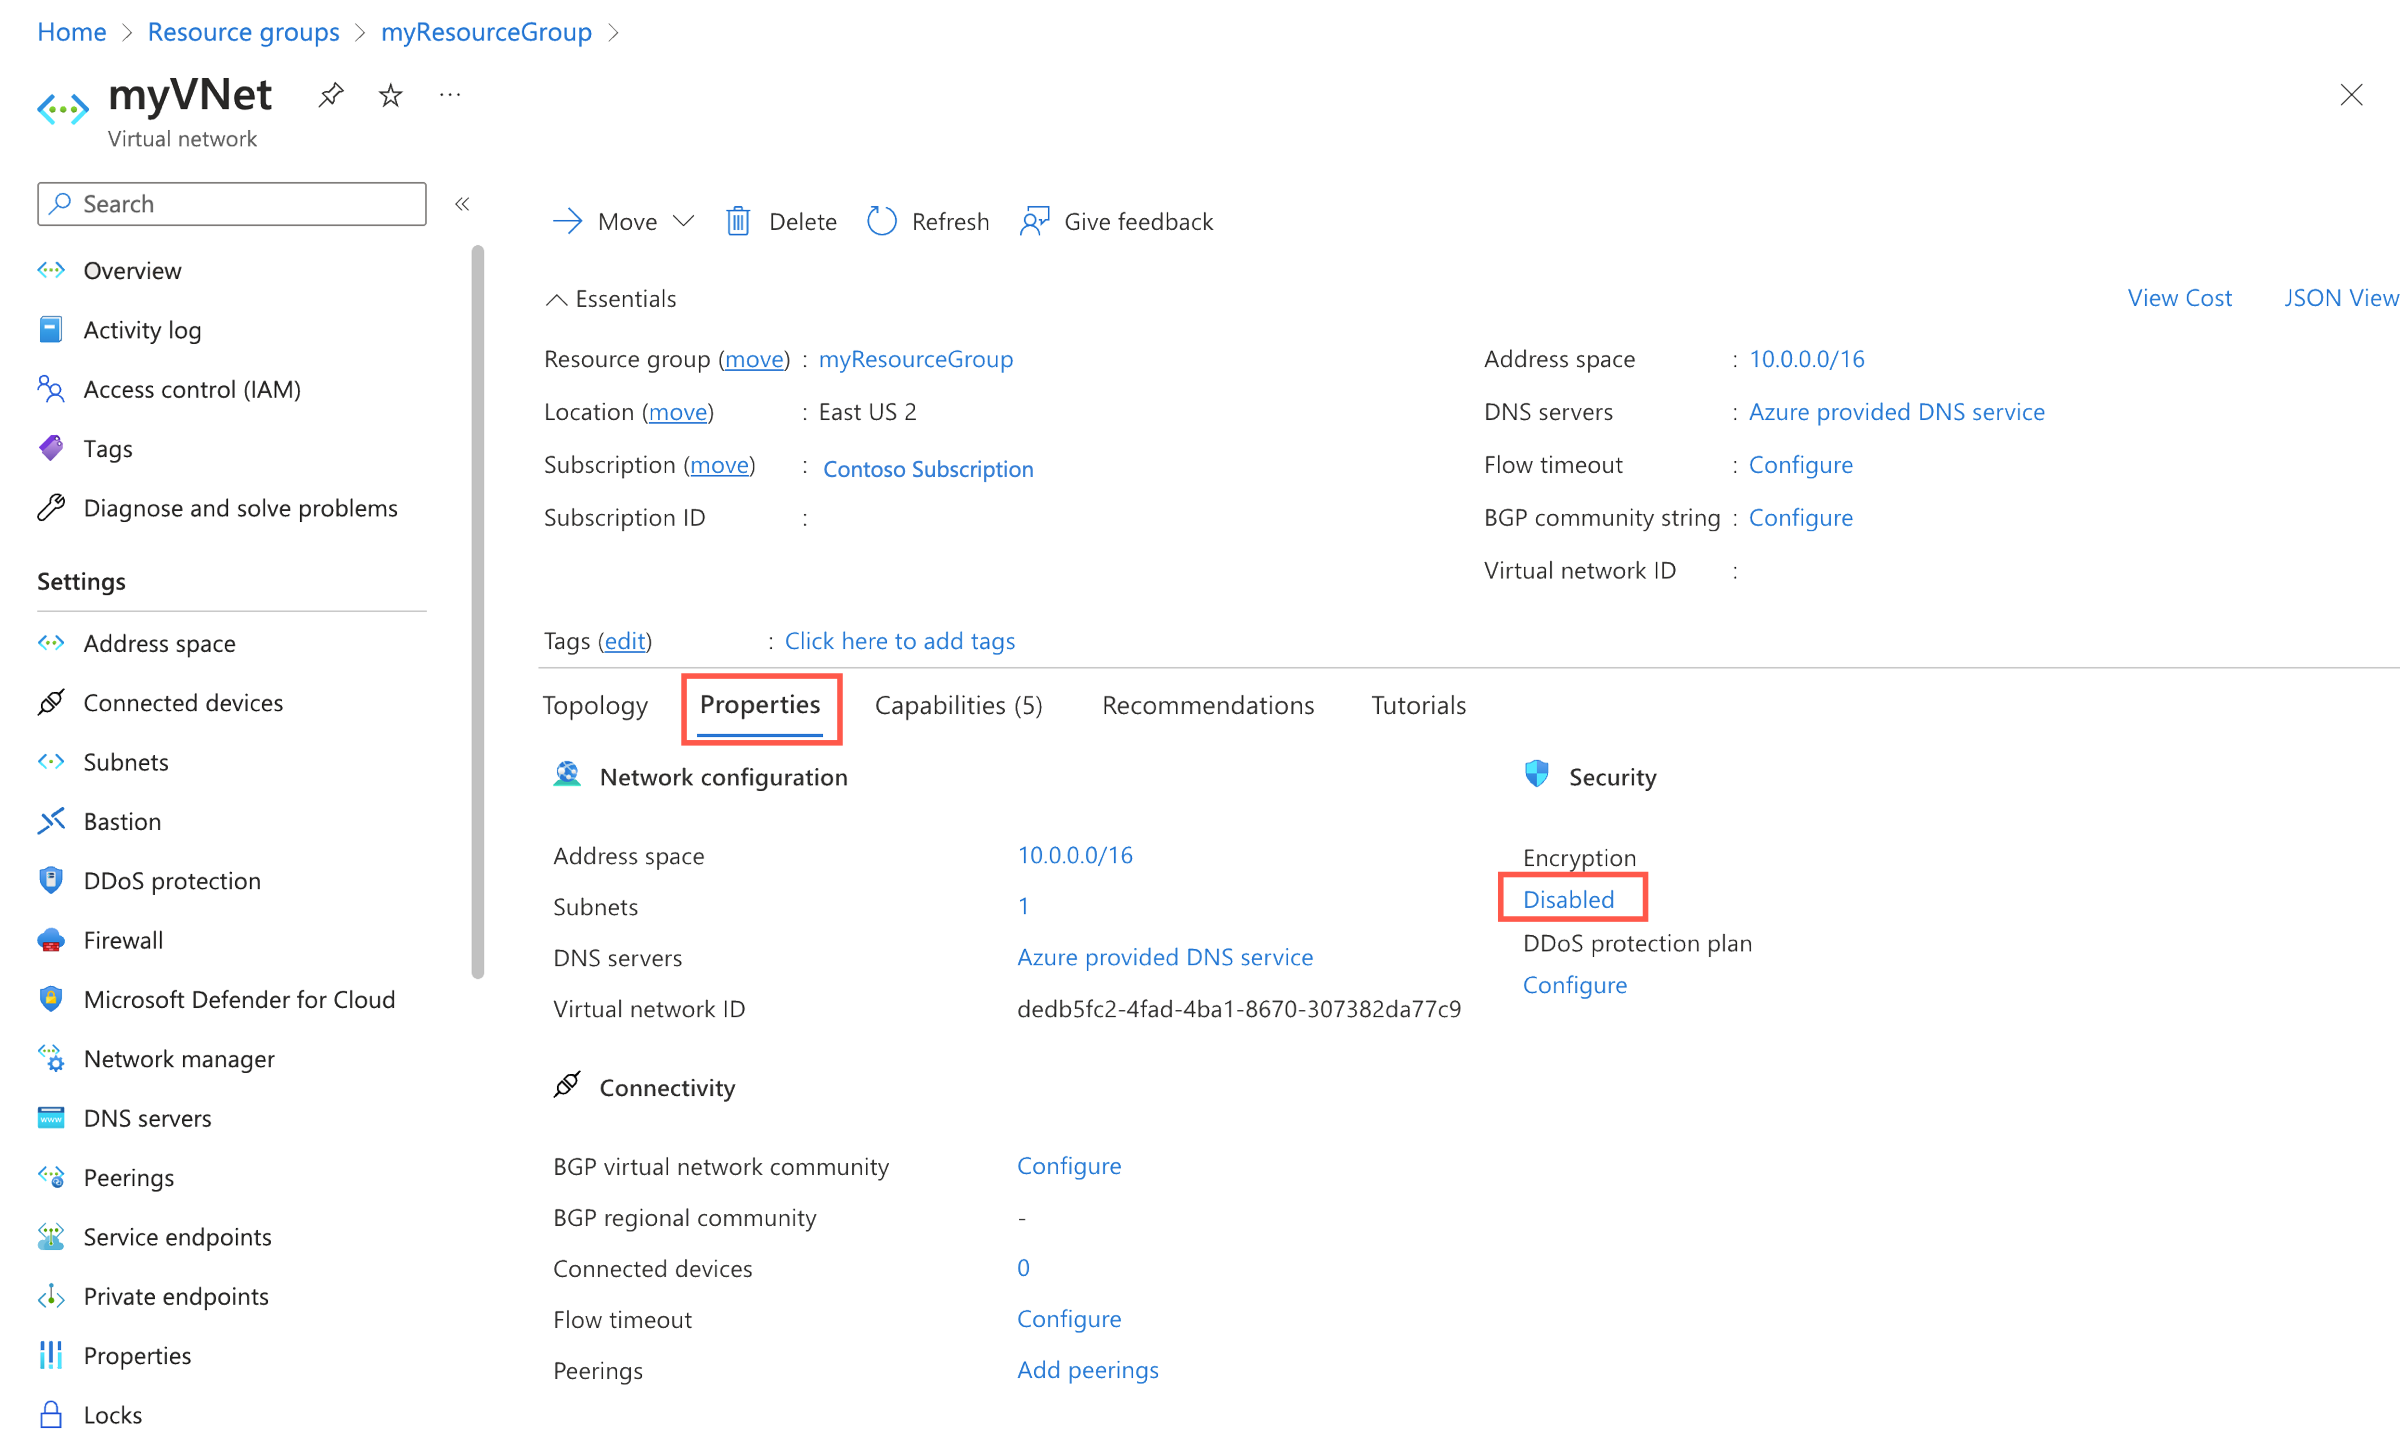 Home > Resource groups > myResourceGroup >
myVNet
Virtual network
Search
«
Overview
Activity log
Access control (IAM)
Tags
Diagnose and solve problems
Settings
Address space
Connected devices
Subnets
Bastion
DDoS protection
Firewall
Microsoft Defender for Cloud
Network manager
DNS servers
Peerings
Service endpoints
Private endpoints
Properties
Locks
Move Delete Refresh Give feedback
Essentials
View Cost JSON View
Resource group (move) : myResourceGroup
Location (move) : East US 2
Subscription (move) : Contoso Subscription
Subscription ID :
Address space : 10.0.0.0/16
DNS servers : Azure provided DNS service
Flow timeout : Configure
BGP community string : Configure
Virtual network ID :
Tags (edit) : Click here to add tags
Topology Properties Capabilities (5) Recommendations Tutorials
Network configuration
Address space 10.0.0.0/16
Subnets 1
DNS servers Azure provided DNS service
Virtual network ID dedb5fc2-4fad-4ba1-8670-307382da77c9
Connectivity
BGP virtual network community Configure
BGP regional community -
Connected devices 0
Flow timeout Configure
Peerings Add peerings
Security
Encryption
Disabled
DDoS protection plan
Configure